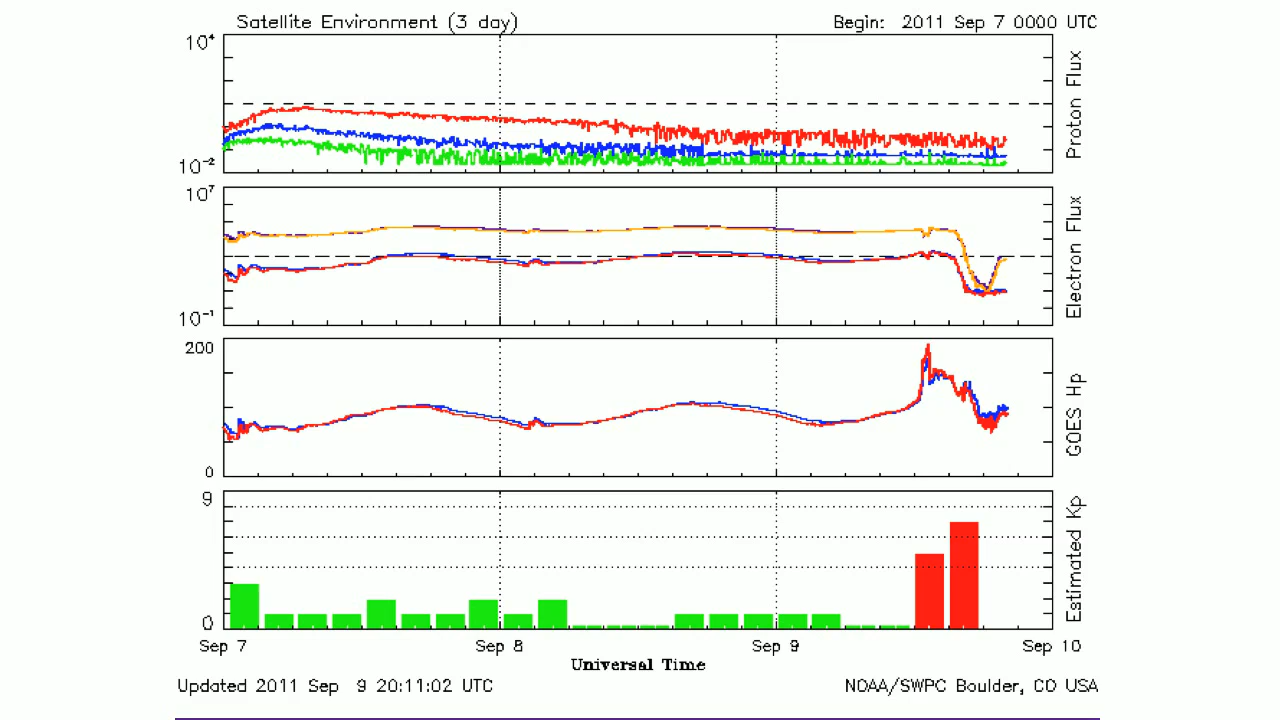 Satellite Environment (3 day)
Begin: 2011 Sep 7 0000 UTC
10⁴
10⁻²
Proton Flux
10⁷
10⁻¹
Electron Flux
200
0
GOES Hp
9
0
Estimated Kp
Sep 7
Sep 8
Sep 9
Sep 10
Universal Time
Updated 2011 Sep 9 20:11:02 UTC
NOAA/SWPC Boulder, CO USA